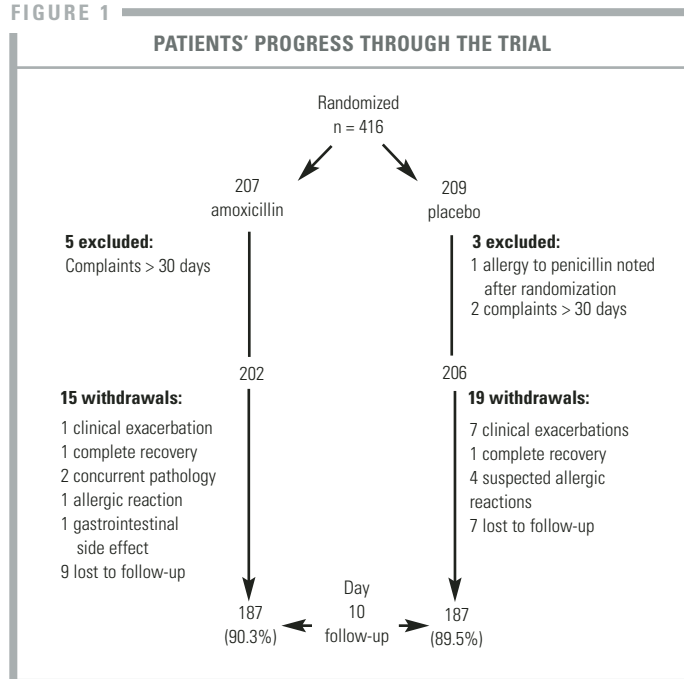 FIGURE 1
PATIENTS' PROGRESS THROUGH THE TRIAL
Randomized
n = 416
207
amoxicillin
209
placebo
5 excluded:
Complaints > 30 days
3 excluded:
1 allergy to penicillin noted
after randomization
2 complaints > 30 days
202
206
15 withdrawals:
1 clinical exacerbation
1 complete recovery
2 concurrent pathology
1 allergic reaction
1 gastrointestinal
side effect
9 lost to follow-up
19 withdrawals:
7 clinical exacerbations
1 complete recovery
4 suspected allergic
reactions
7 lost to follow-up
187
(90.3%)
Day
10
follow-up
187
(89.5%)